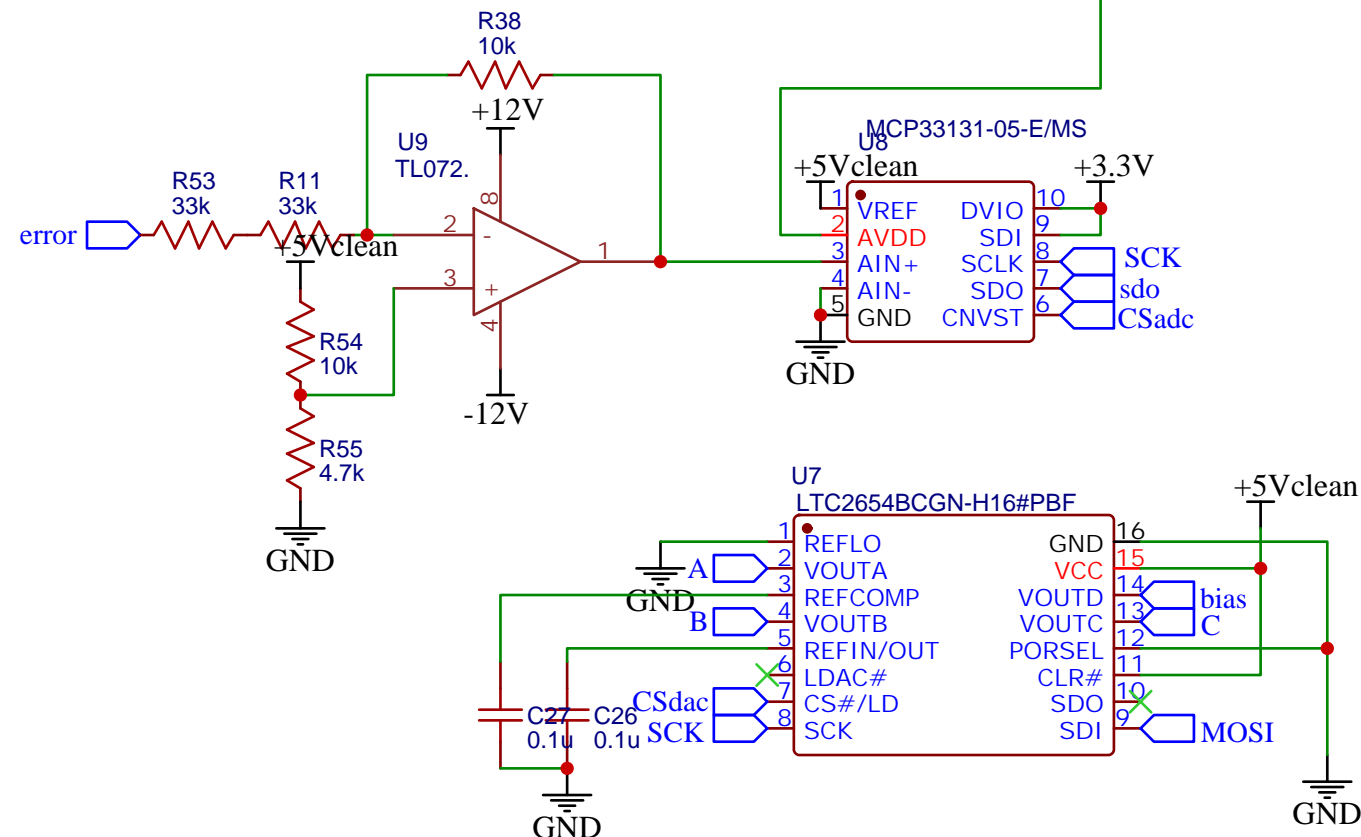 R38
10k
+12V
U9
TL072.
8
R53
33k
R11
33k
error
+5Vclean
2
-
3
+
1
4
-12V
R54
10k
R55
4.7k
GND
MCP33131-05-E/MS
U8
+5Vclean
+3.3V
1 VREF DVIO 10
2 AVDD SDI 9
3 AIN+ SCLK 8 SCK
4 AIN- SDO 7 sdo
5 GND CNVST 6 CSadc
GND
U7
LTC2654BCGN-H16#PBF
+5Vclean
1 REFLO GND 16
A 2 VOUTA VCC 15
GND
3 REFCOMP VOUTD 14 bias
B 4 VOUTB VOUTC 13 C
5 REFIN/OUT PORSEL 12
6 LDAC# CLR# 11
CSdac 7 CS#/LD SDO 10
SCK 8 SCK SDI 9 MOSI
C27
0.1u
C26
0.1u
GND
GND